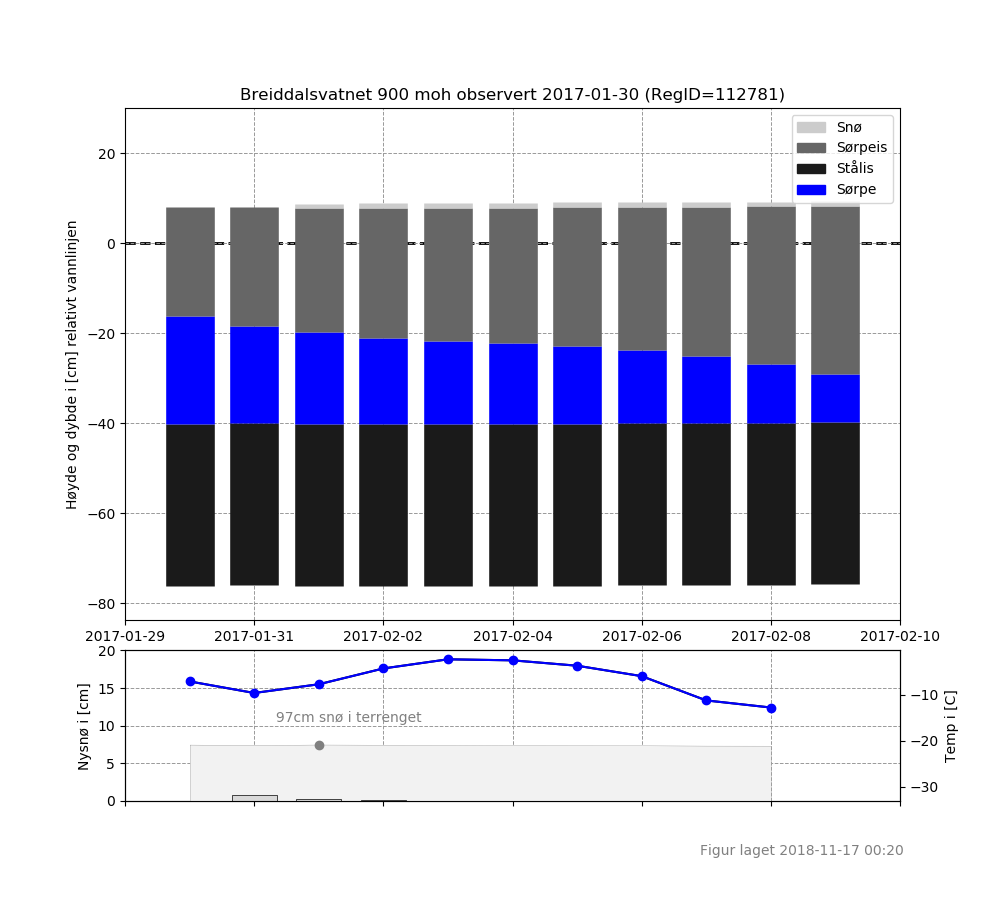 Breiddalsvatnet 900 moh observert 2017-01-30 (RegID=112781)
Snø
Sørpeis
Stålis
Sørpe
Høyde og dybde i [cm] relativt vannlinjen
20
0
−20
−40
−60
−80
2017-01-29
2017-01-31
2017-02-02
2017-02-04
2017-02-06
2017-02-08
2017-02-10
Nysnø i [cm]
20
15
10
5
0
97cm snø i terrenget
−10
−20
−30
Temp i [C]
Figur laget 2018-11-17 00:20